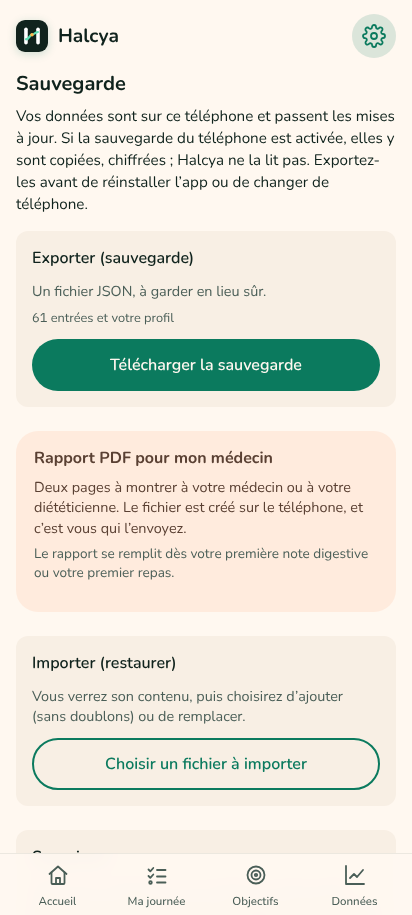 Halcya
Sauvegarde
Vos données sont sur ce téléphone et passent les mises
à jour. Si la sauvegarde du téléphone est activée, elles y
sont copiées, chiffrées ; Halcya ne la lit pas. Exportez-
les avant de réinstaller l’app ou de changer de
téléphone.
Exporter (sauvegarde)
Un fichier JSON, à garder en lieu sûr.
61 entrées et votre profil
Télécharger la sauvegarde
Rapport PDF pour mon médecin
Deux pages à montrer à votre médecin ou à votre
diététicienne. Le fichier est créé sur le téléphone, et
c’est vous qui l’envoyez.
Le rapport se remplit dès votre première note digestive
ou votre premier repas.
Importer (restaurer)
Vous verrez son contenu, puis choisirez d’ajouter
(sans doublons) ou de remplacer.
Choisir un fichier à importer
Accueil
Ma journée
Objectifs
Données